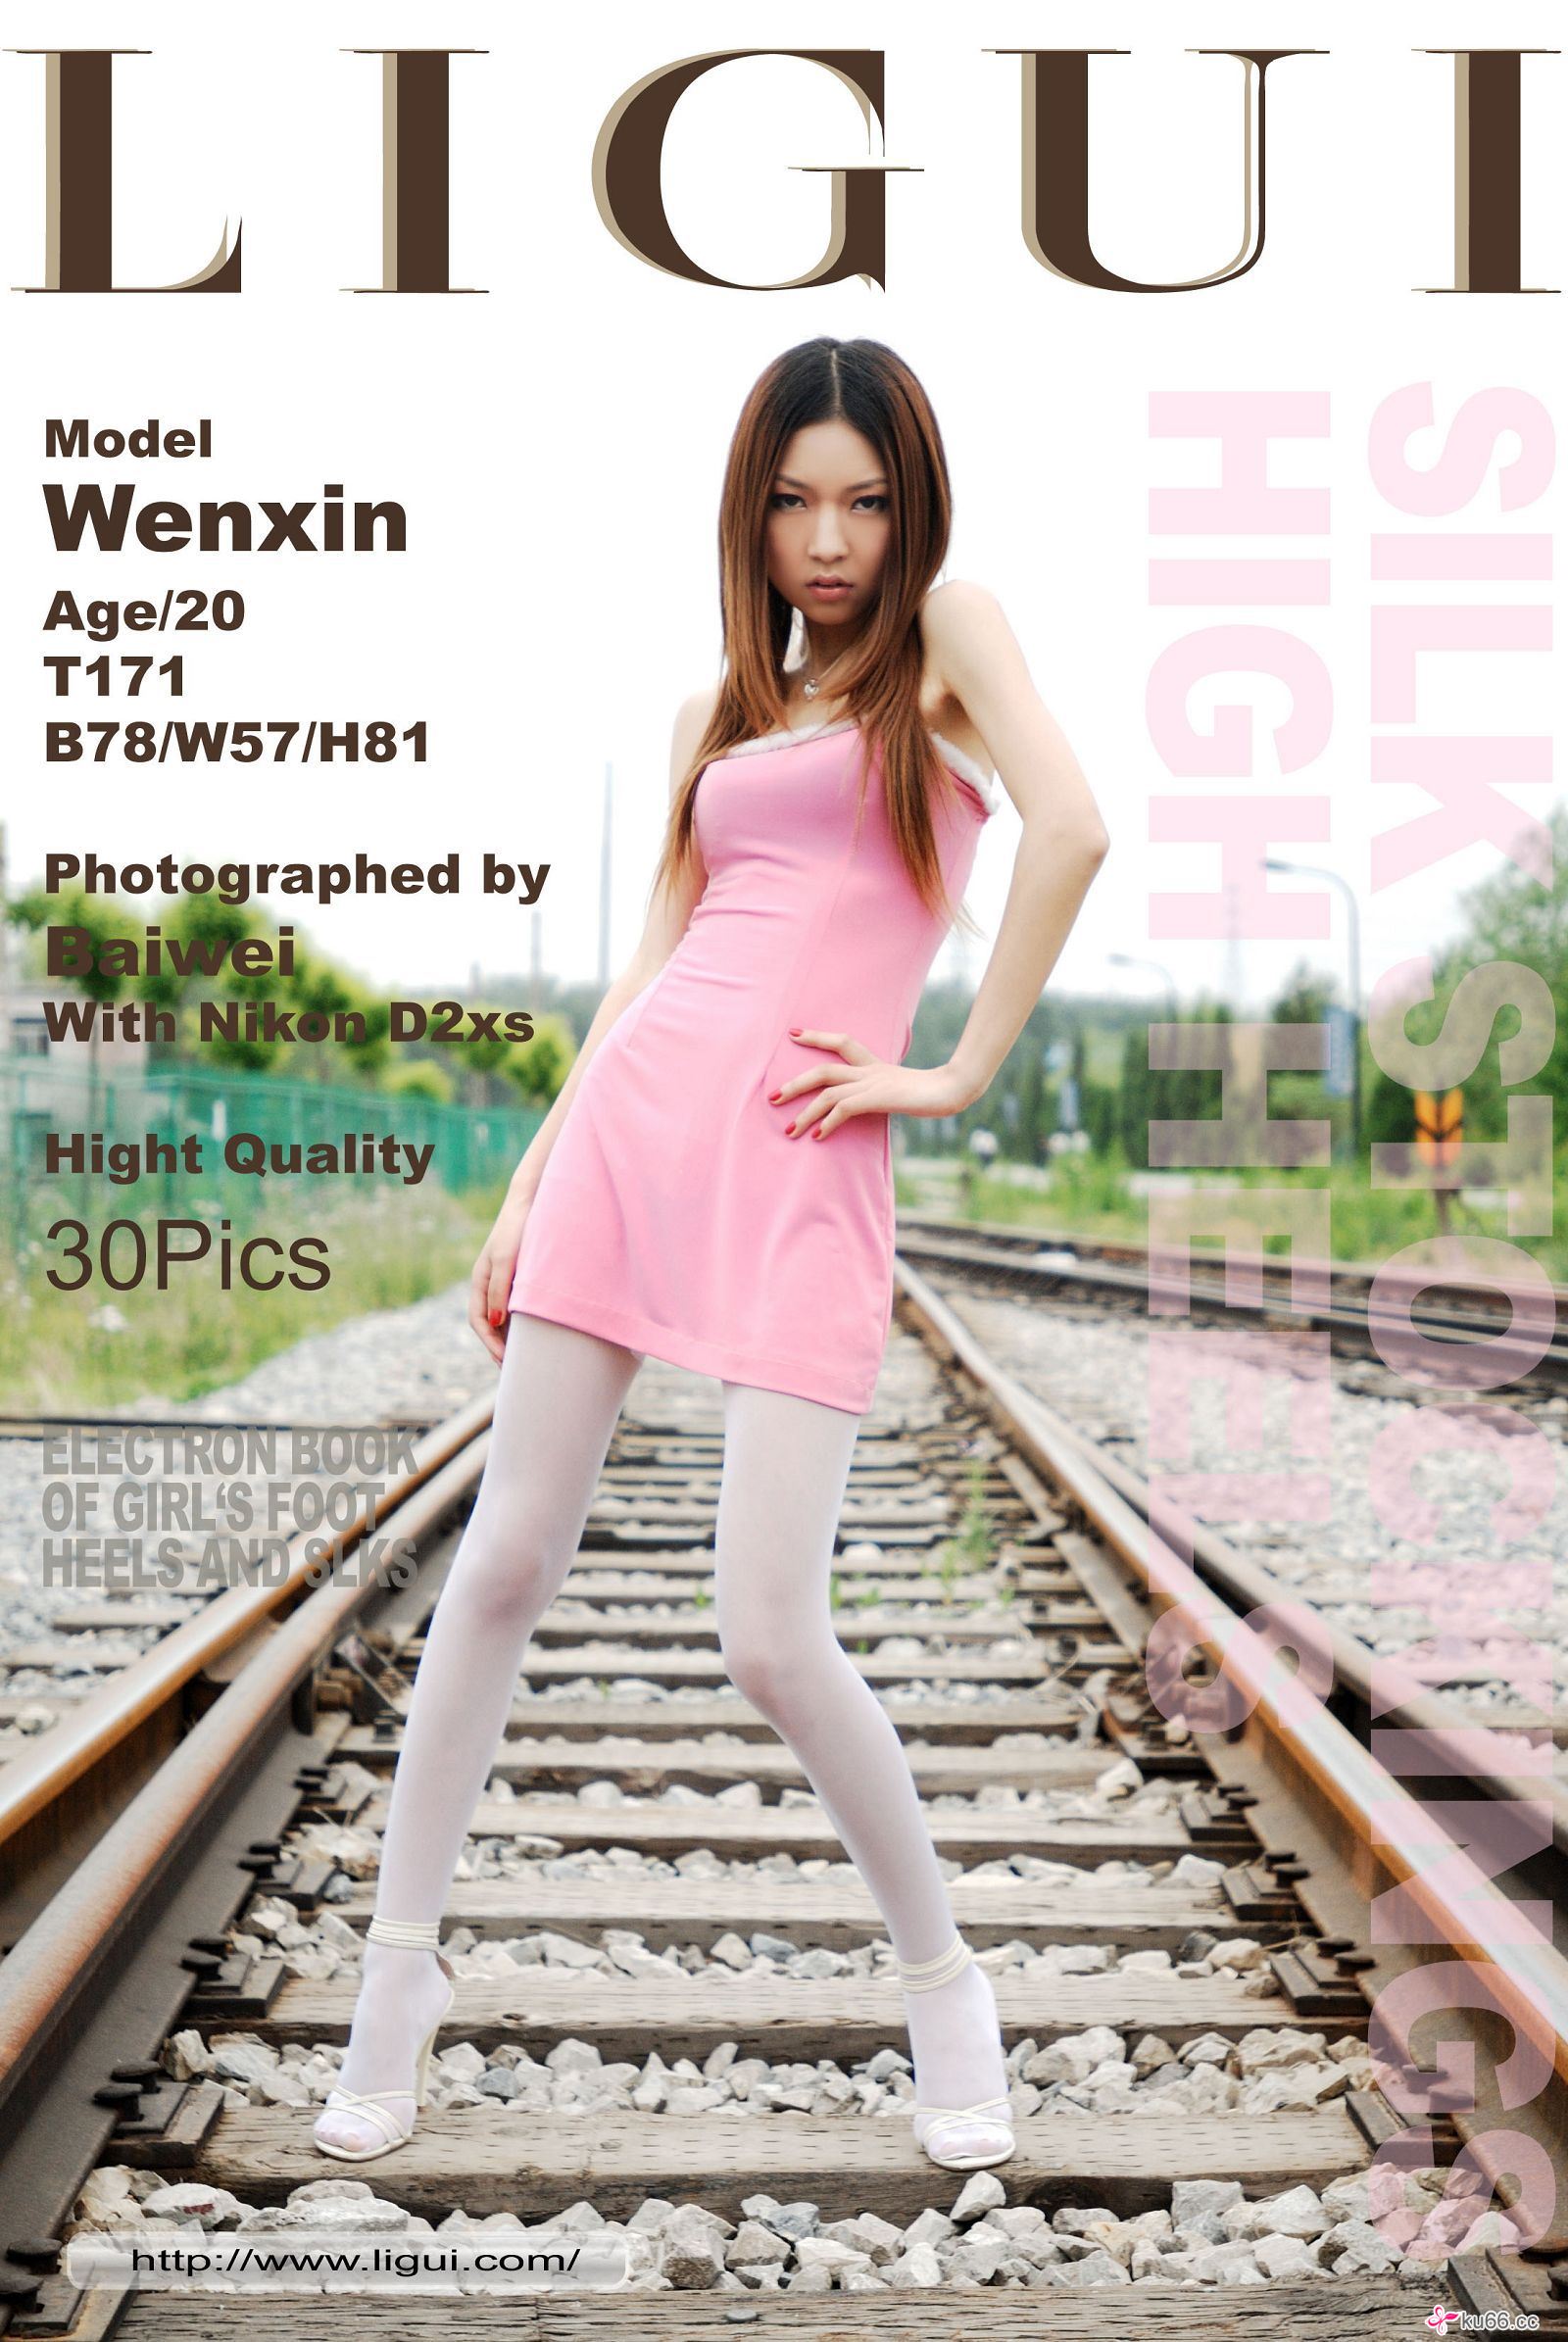 LIGUI
Model
Wenxin
Age/20
T171
B78/W57/H81
Photographed by
Baiwei
With Nikon D2xs
Hight Quality
30Pics
ELECTRON BOOK
OF GIRL'S FOOT
HEELS AND SLKS
SILK STOCKINGS
HIGH HEELS
http://www.ligui.com/
ku66.cc